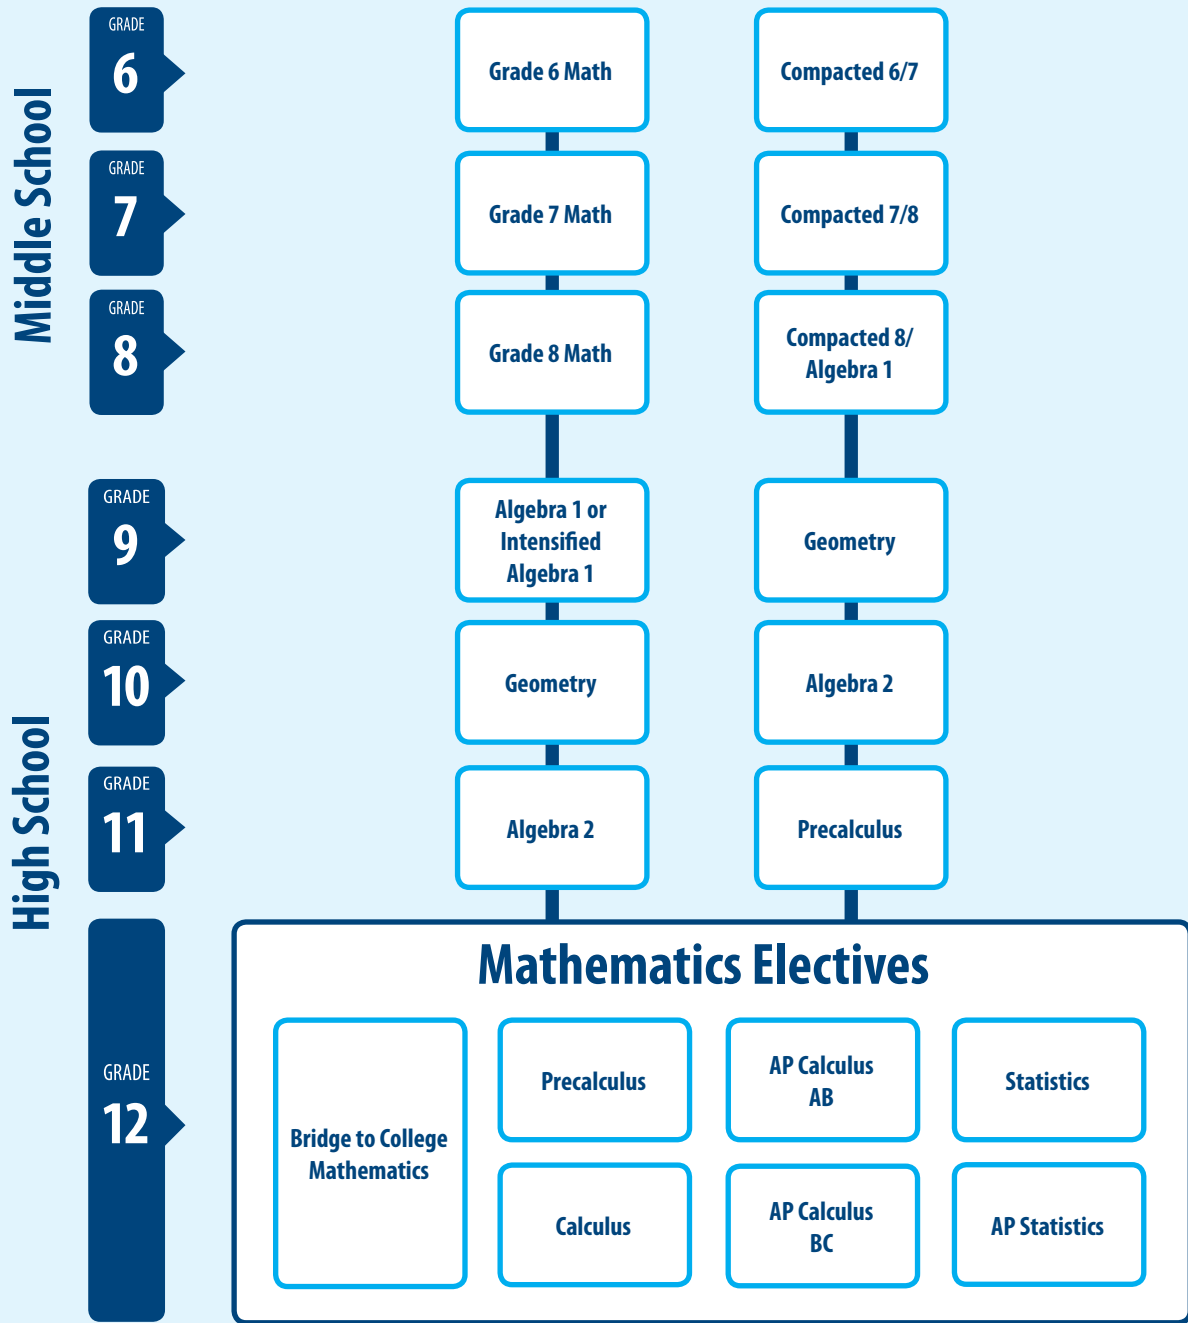 Middle School
GRADE
6
Grade 6 Math
Compacted 6/7
GRADE
7
Grade 7 Math
Compacted 7/8
GRADE
8
Grade 8 Math
Compacted 8/
Algebra 1
High School
GRADE
9
Algebra 1 or
Intensified
Algebra 1
Geometry
GRADE
10
Geometry
Algebra 2
GRADE
11
Algebra 2
Precalculus
GRADE
12
Mathematics Electives
Bridge to College
Mathematics
Precalculus
AP Calculus
AB
Statistics
Calculus
AP Calculus
BC
AP Statistics